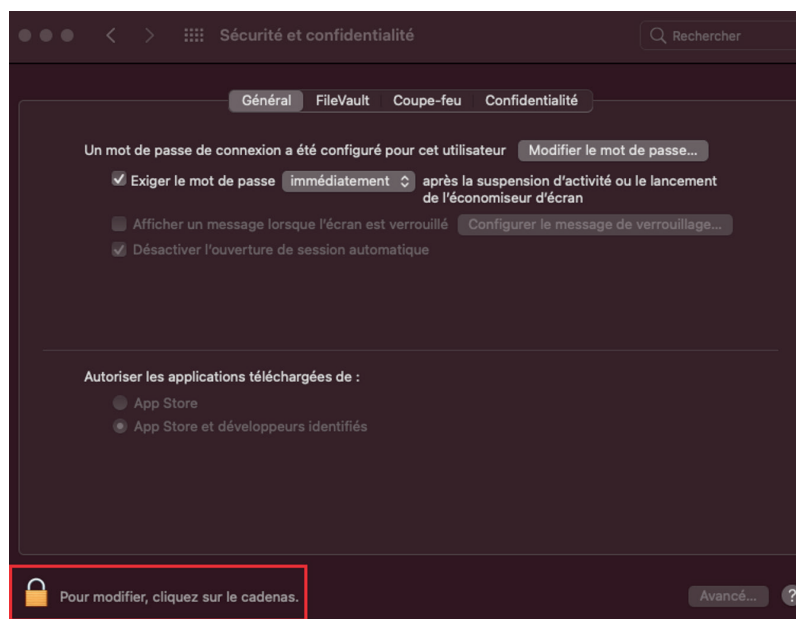 Sécurité et confidentialité
Rechercher
Général FileVault Coupe-feu Confidentialité
Un mot de passe de connexion a été configuré pour cet utilisateur Modifier le mot de passe...
Exiger le mot de passe immédiatement après la suspension d'activité ou le lancement
de l'économiseur d'écran
Afficher un message lorsque l'écran est verrouillé Configurer le message de verrouillage...
Désactiver l'ouverture de session automatique
Autoriser les applications téléchargées de :
App Store
App Store et développeurs identifiés
Pour modifier, cliquez sur le cadenas.
Avancé... ?